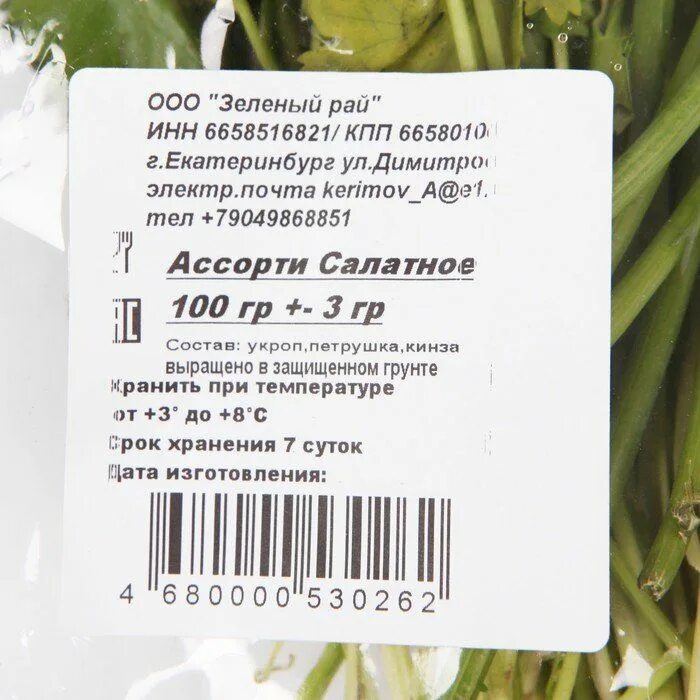 ООО "Зеленый рай"
ИНН 6658516821/ КПП 6658010
г.Екатеринбург ул.Димитро
электр.почта kerimov_A@e1.
тел +79049868851
Ассорти Салатное
100 гр +- 3 гр
Состав: укроп,петрушка,кинза
выращено в защищенном грунте
Хранить при температуре
от +3° до +8°С
Срок хранения 7 суток
Дата изготовления:
4 680000 530262